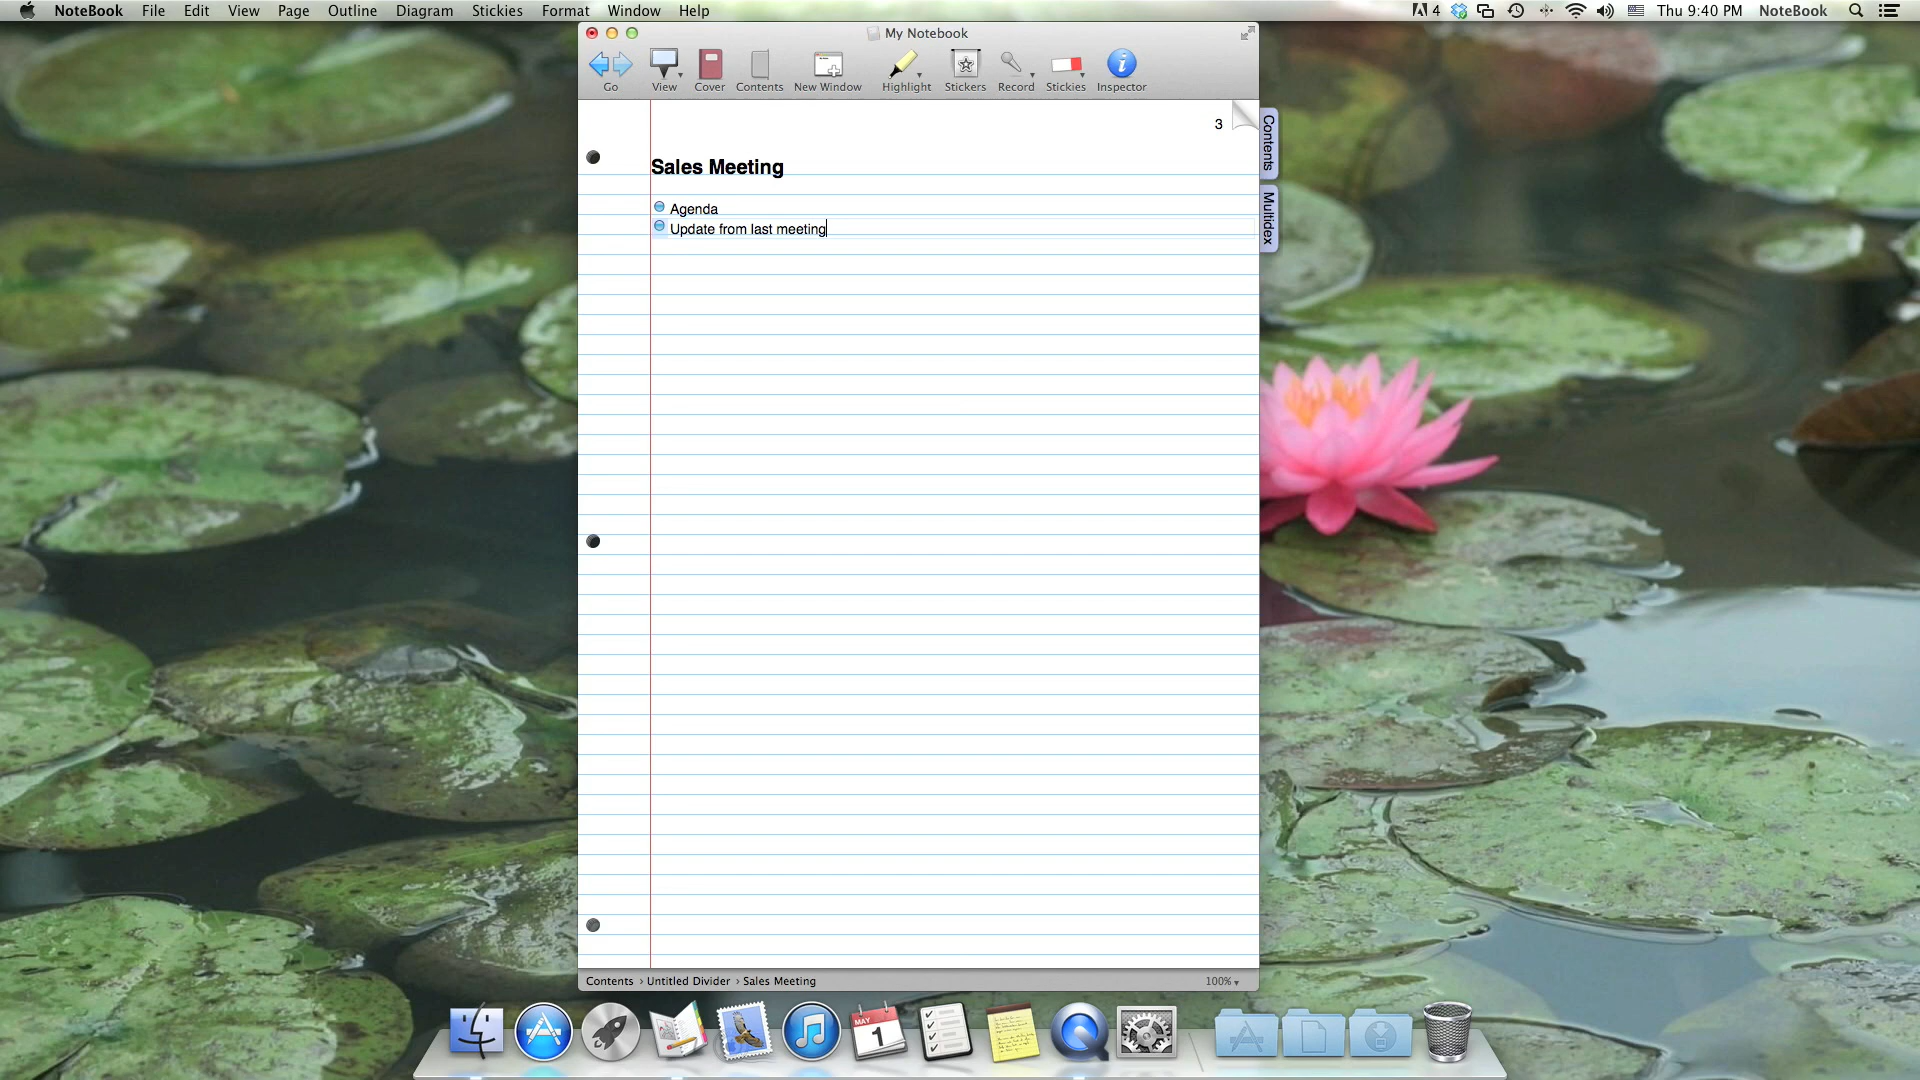 NoteBook File Edit View Page Outline Diagram Stickies Format Window Help 4 Thu 9:40 PM NoteBook
My Notebook
Go View Cover Contents New Window Highlight Stickers Record Stickies Inspector
3
Contents
Multidex
Sales Meeting
Agenda
Update from last meeting
Contents › Untitled Divider › Sales Meeting 100%
MAY
1